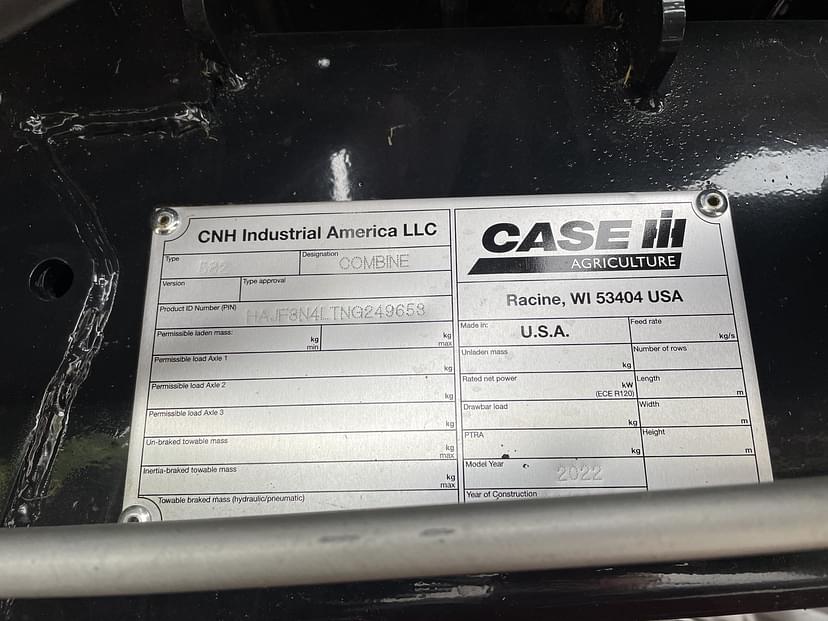 CNH Industrial America LLC
Type
Designation COMBINE
Version
Type approval
Product ID Number (PIN) HAJF3N4LTNG249658
Permissible laden mass: kg min kg max
Permissible load Axle 1 kg
Permissible load Axle 2 kg
Permissible load Axle 3 kg
Un-braked towable mass kg max
Inertia-braked towable mass kg max
Towable braked mass (hydraulic/pneumatic)
CASE IH
AGRICULTURE
Racine, WI 53404 USA
Made in: U.S.A.
Feed rate kg/s
Unladen mass kg
Number of rows
Rated net power kW (ECE R120)
Length m
Drawbar load kg
Width m
PTRA kg
Height m
Model Year 2022
Year of Construction